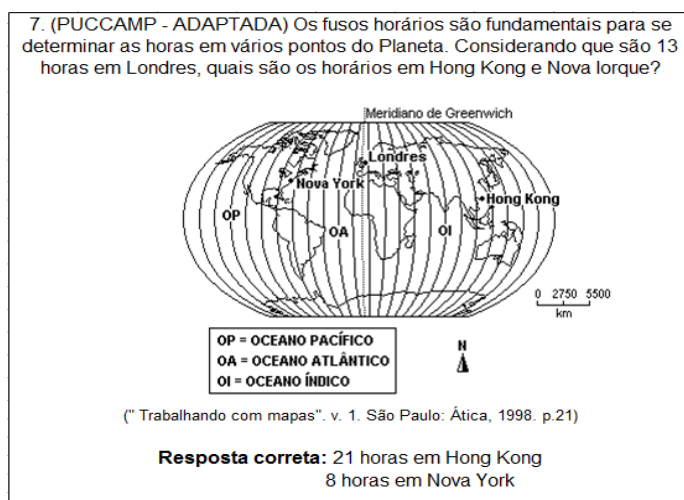 7. (PUCCAMP - ADAPTADA) Os fusos horários são fundamentais para se
determinar as horas em vários pontos do Planeta. Considerando que são 13
horas em Londres, quais são os horários em Hong Kong e Nova Iorque?
Meridiano de Greenwich
Londres
Nova York
Hong Kong
OP
OA
OI
0 2750 5500
km
OP = OCEANO PACÍFICO
OA = OCEANO ATLÂNTICO
OI = OCEANO ÍNDICO
N
(" Trabalhando com mapas". v. 1. São Paulo: Ática, 1998. p.21)
Resposta correta: 21 horas em Hong Kong
8 horas em Nova York